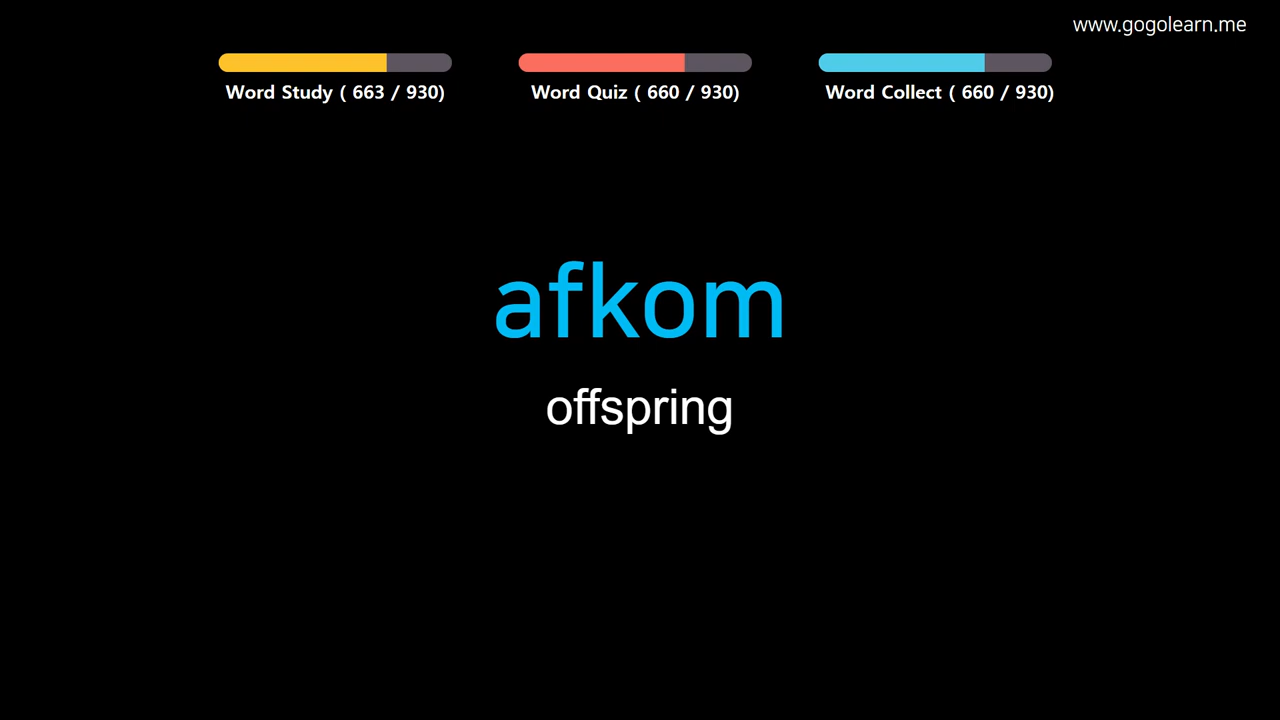 www.gogolearn.me
Word Study ( 663 / 930)
Word Quiz ( 660 / 930)
Word Collect ( 660 / 930)
afkom
offspring